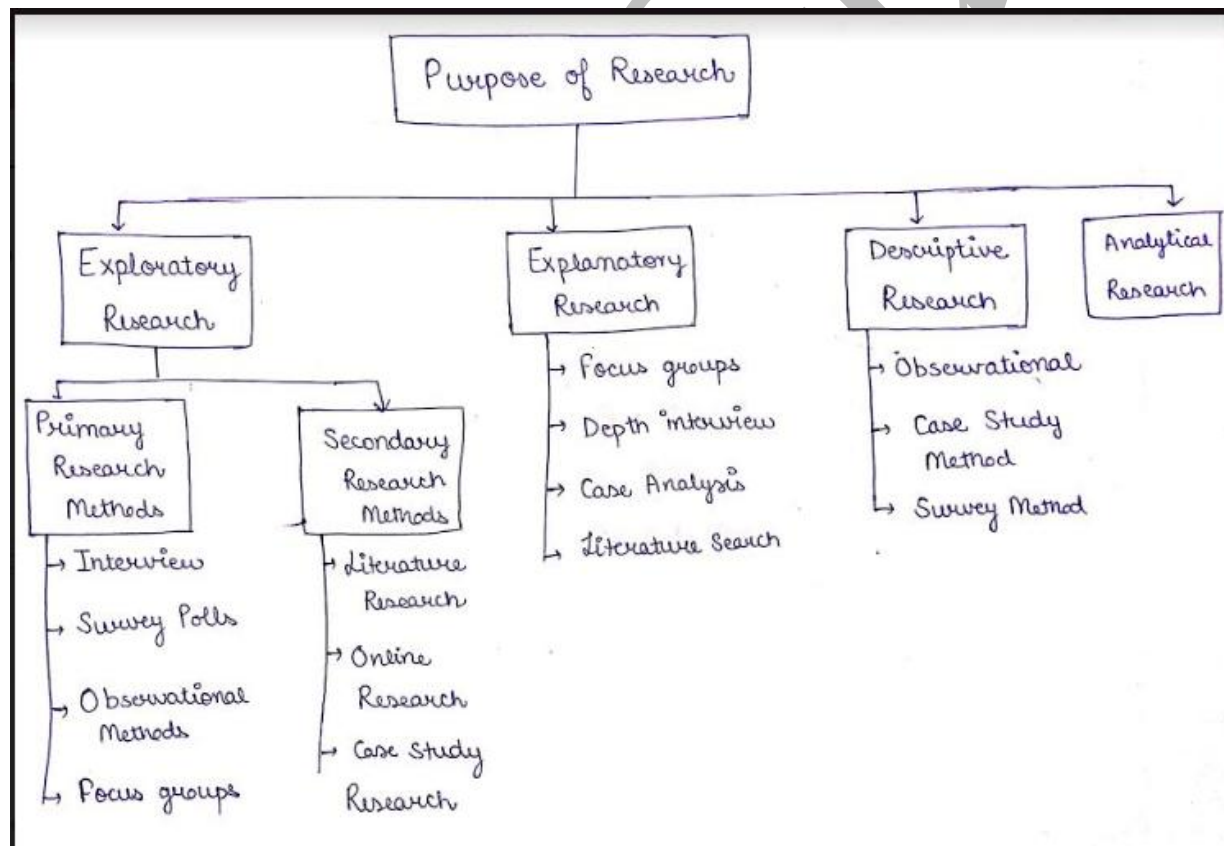 Purpose of Research
Exploratory
Research
Explanatory
Research
Descriptive
Research
Analytical
Research
Primary
Research
Methods
Secondary
Research
Methods
Interview
Survey Polls
Observational
Methods
Focus groups
Literature
Research
Online
Research
Case Study
Research
Focus groups
Depth interview
Case Analysis
Literature Search
Observational
Case Study
Method
Survey Method